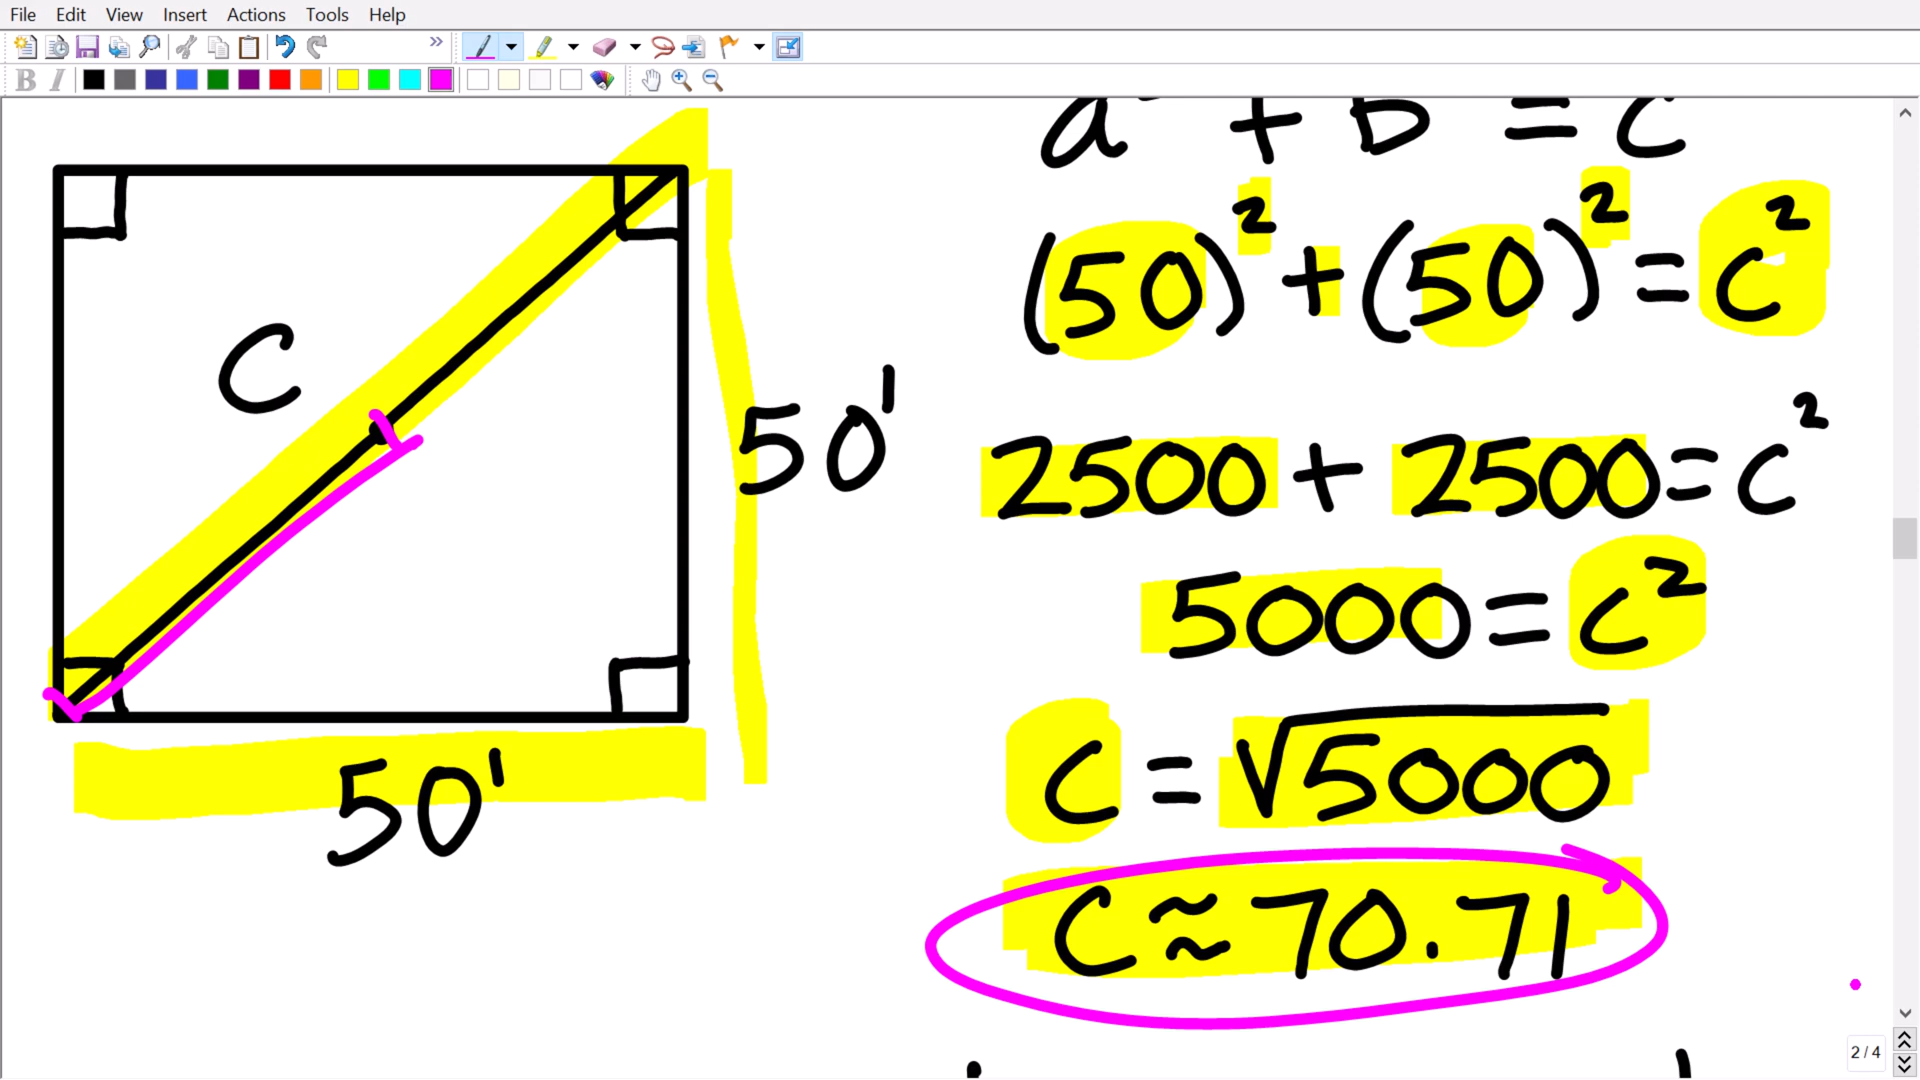 File Edit View Insert Actions Tools Help
B I
a² + b² = c²
(50)² + (50)² = c²
C
50'
2500 + 2500 = c²
5000 = c²
c = √5000
50'
C ≈ 70.71
2 / 4